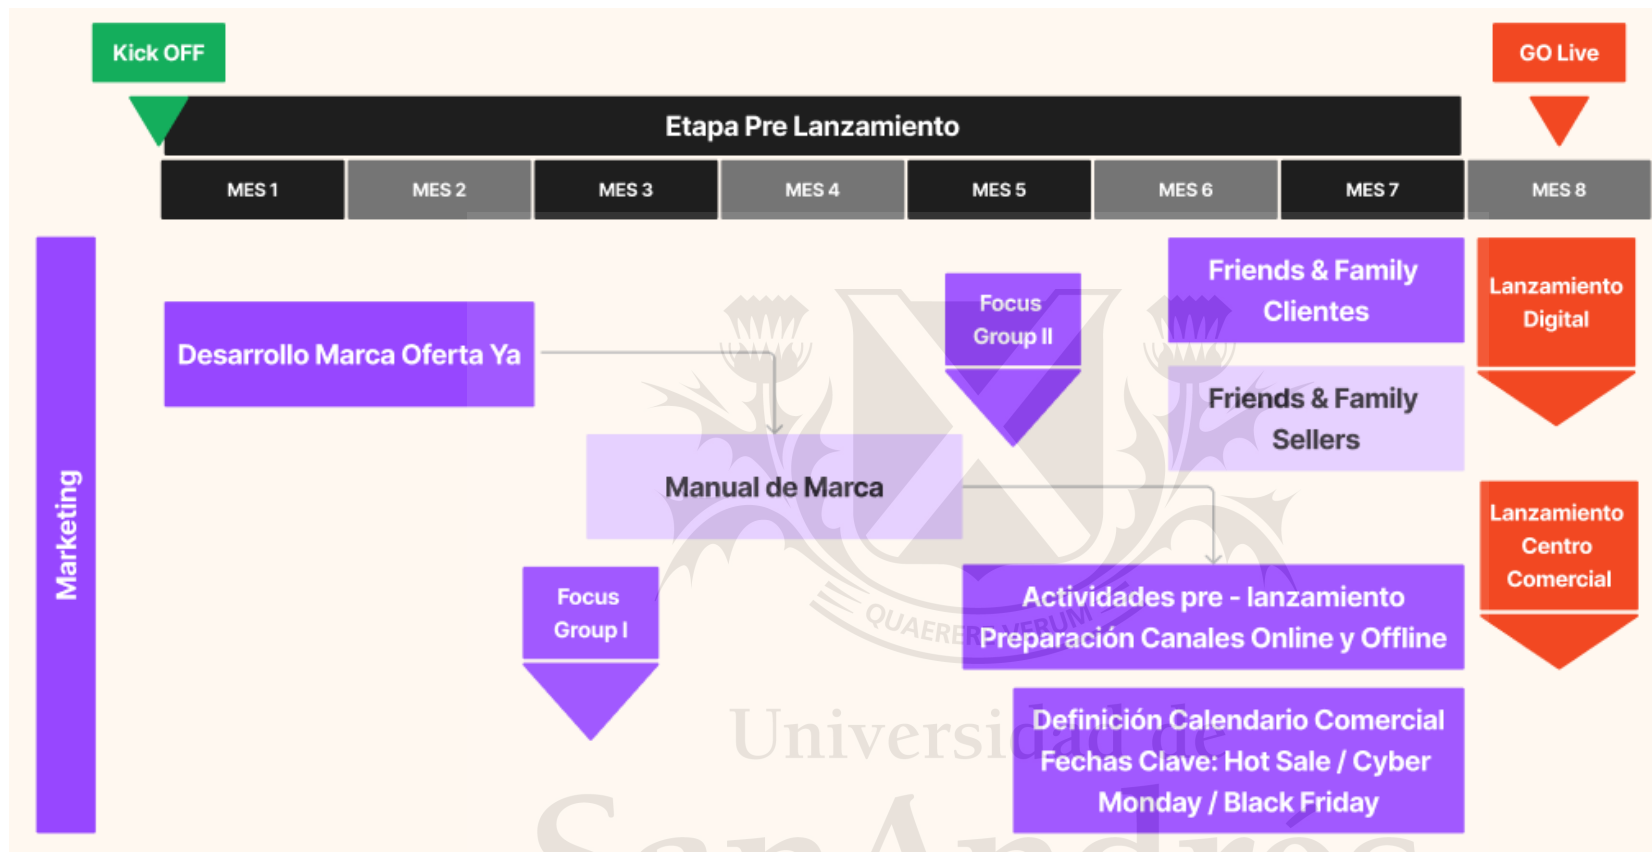 Kick OFF
GO Live
Etapa Pre Lanzamiento
MES 1
MES 2
MES 3
MES 4
MES 5
MES 6
MES 7
MES 8
Marketing
Desarrollo Marca Oferta Ya
Manual de Marca
Focus
Group I
Focus
Group II
Friends & Family
Clientes
Friends & Family
Sellers
Actividades pre - lanzamiento
Preparación Canales Online y Offline
Definición Calendario Comercial
Fechas Clave: Hot Sale / Cyber
Monday / Black Friday
Lanzamiento
Digital
Lanzamiento
Centro
Comercial
QUAERERE VERUM
Universidad de
SanAndrés